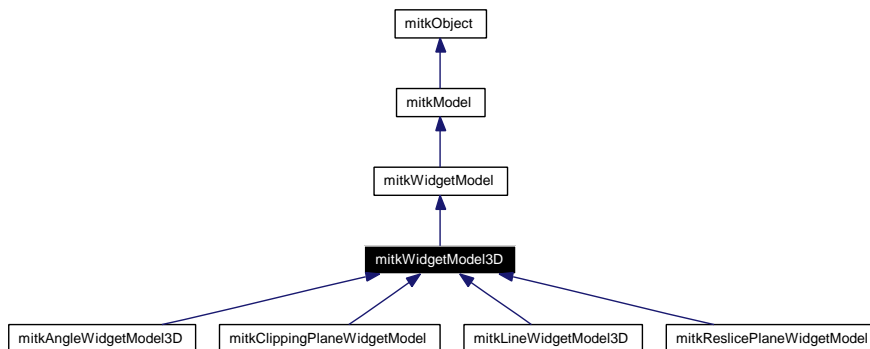 mitkObject
mitkModel
mitkWidgetModel
mitkWidgetModel3D
mitkAngleWidgetModel3D
mitkClippingPlaneWidgetModel
mitkLineWidgetModel3D
mitkReslicePlaneWidgetModel